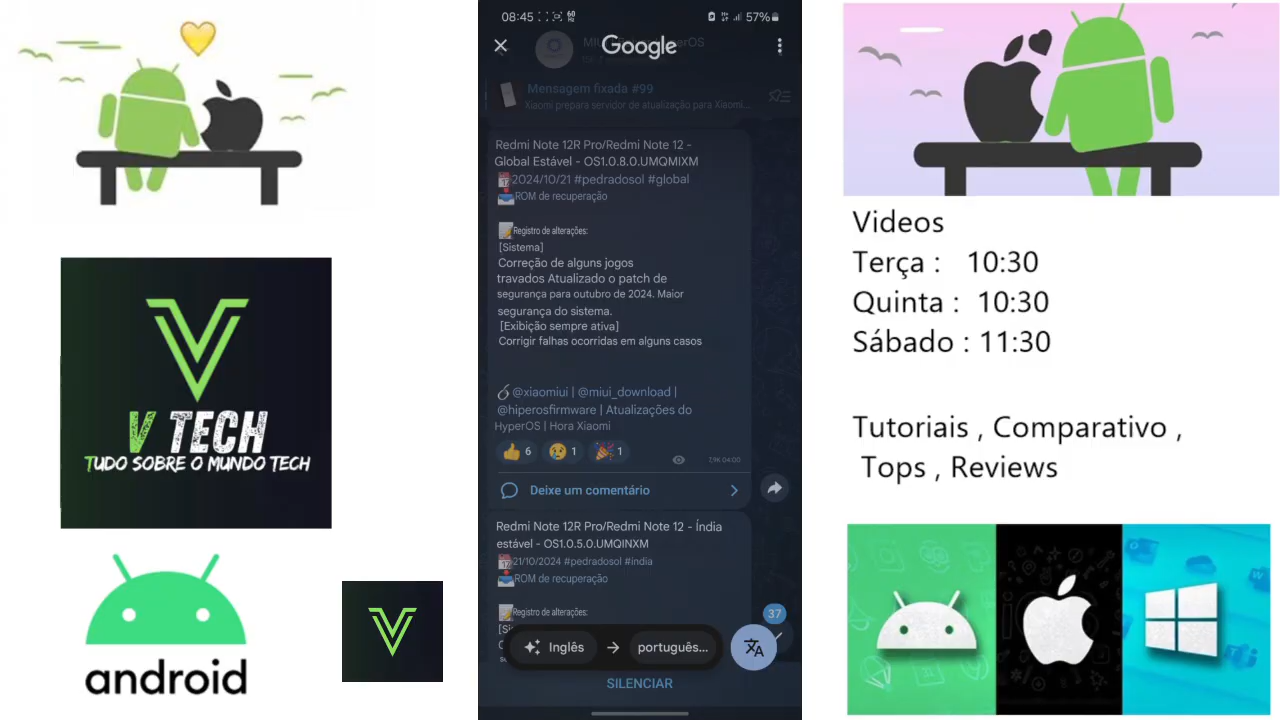 V TECH
TUDO SOBRE O MUNDO TECH
android
08:45
60
Hz
57%
Google
Mensagem fixada #99
Xiaomi prepara servidor de atualização para Xiaomi...
Redmi Note 12R Pro/Redmi Note 12 -
Global Estável - OS1.0.8.0.UMQMIXM
2024/10/21 #pedradosol #global
ROM de recuperação
Registro de alterações:
[Sistema]
Correção de alguns jogos
travados Atualizado o patch de
segurança para outubro de 2024. Maior
segurança do sistema.
[Exibição sempre ativa]
Corrigir falhas ocorridas em alguns casos
@xiaomiui | @miui_download |
@hiperosfirmware | Atualizações do
HyperOS | Hora Xiaomi
6 1 1
04:00
Deixe um comentário
Redmi Note 12R Pro/Redmi Note 12 - Índia
estável - OS1.0.5.0.UMQINXM
21/10/2024 #pedradosol #índia
ROM de recuperação
Registro de alterações:
37
Inglês → português...
SILENCIAR
Videos
Terça : 10:30
Quinta : 10:30
Sábado : 11:30
Tutoriais , Comparativo ,
Tops , Reviews